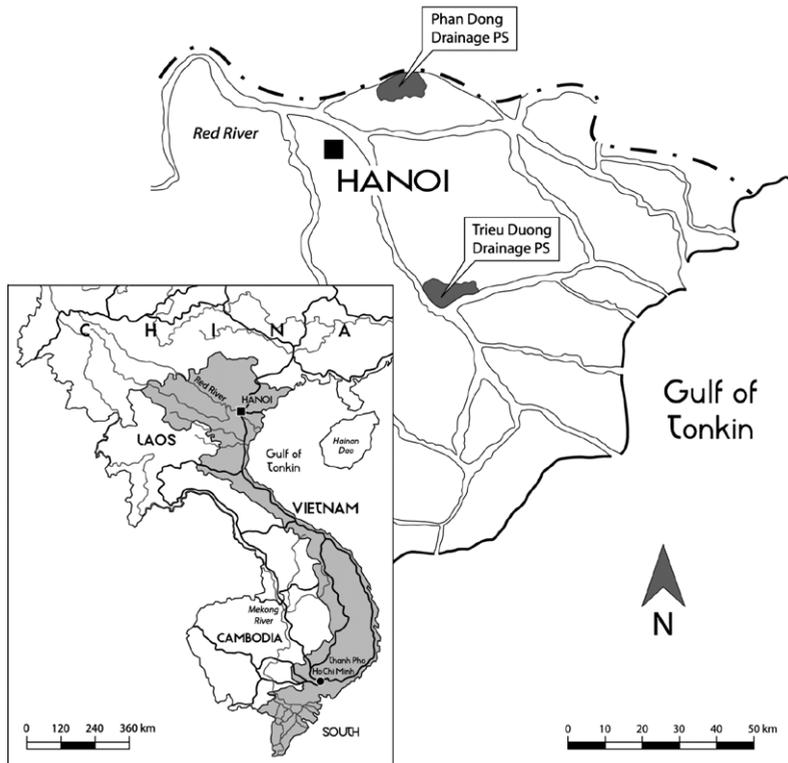 Phan Dong
Drainage PS
Red River
HANOI
Trieu Duong
Drainage PS
Gulf of
Tonkin
N
0 10 20 30 40 50 km
CHINA
Red River
HANOI
LAOS
Hainan
Dao
Gulf of
Tonkin
VIETNAM
Mekong
River
CAMBODIA
Thanh Pho
Ho Chi Minh
SOUTH
0 120 240 360 km